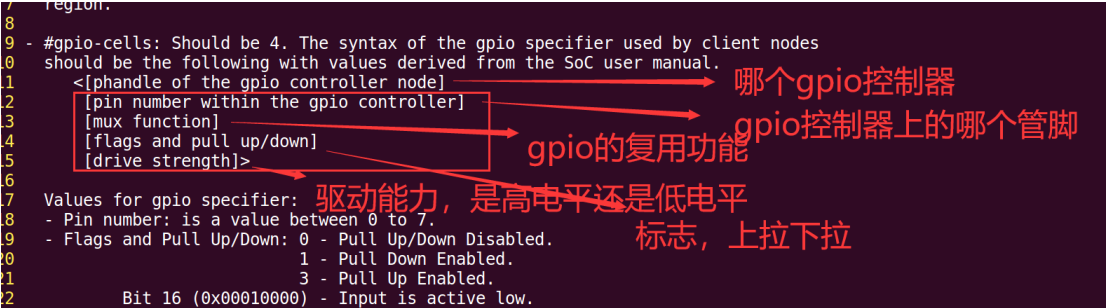 7 region.
8
9 - #gpio-cells: Should be 4. The syntax of the gpio specifier used by client nodes
10 should be the following with values derived from the SoC user manual.
11 <[phandle of the gpio controller node] 哪个gpio控制器
12 [pin number within the gpio controller] gpio控制器上的哪个管脚
13 [mux function] gpio的复用功能
14 [flags and pull up/down] 标志，上拉下拉
15 [drive strength]> 驱动能力，是高电平还是低电平
16
17 Values for gpio specifier:
18 - Pin number: is a value between 0 to 7.
19 - Flags and Pull Up/Down: 0 - Pull Up/Down Disabled.
20 1 - Pull Down Enabled.
21 3 - Pull Up Enabled.
22 Bit 16 (0x00010000) - Input is active low.